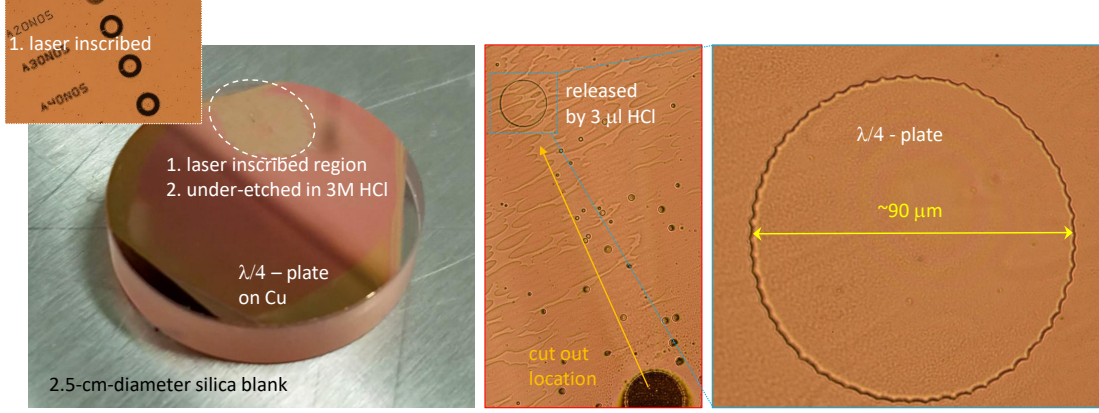 A20NOS
1. laser inscribed
A30NOS
A40NOS
1. laser inscribed region
2. under-etched in 3M HCl
λ/4 – plate
on Cu
2.5-cm-diameter silica blank
released
by 3 μl HCl
cut out
location
λ/4 - plate
~90 μm